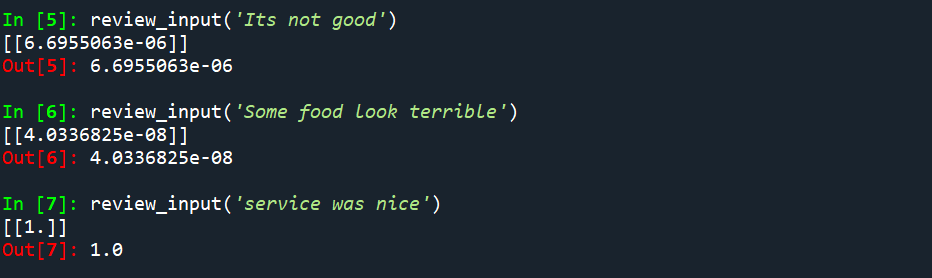 In [5]: review_input('Its not good')
[[6.6955063e-06]]
Out[5]: 6.6955063e-06
In [6]: review_input('Some food look terrible')
[[4.0336825e-08]]
Out[6]: 4.0336825e-08
In [7]: review_input('service was nice')
[[1.]]
Out[7]: 1.0